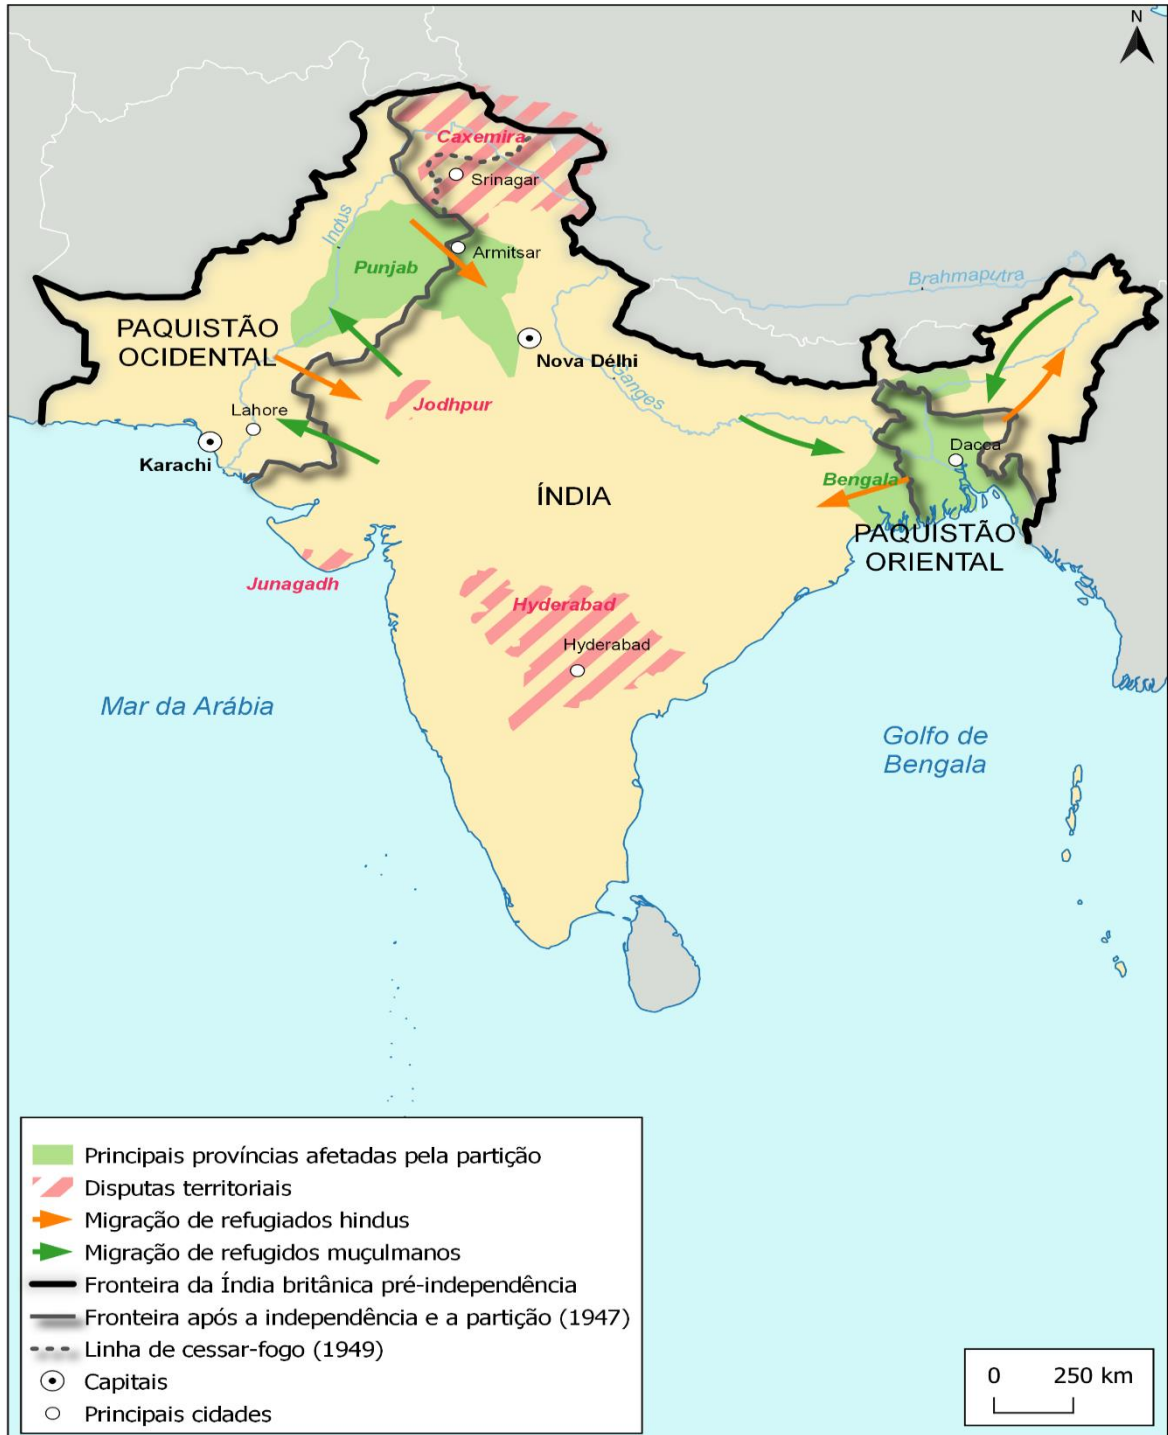 N
Caxemira
Srinagar
Indus
Armitsar
Punjab
Brahmaputra
PAQUISTÃO
OCIDENTAL
Nova Délhi
Ganges
Jodhpur
Lahore
Karachi
Dacca
Bengala
ÍNDIA
PAQUISTÃO
ORIENTAL
Junagadh
Hyderabad
Hyderabad
Mar da Arábia
Golfo de
Bengala
Principais províncias afetadas pela partição
Disputas territoriais
Migração de refugiados hindus
Migração de refugidos muçulmanos
Fronteira da Índia britânica pré-independência
Fronteira após a independência e a partição (1947)
Linha de cessar-fogo (1949)
Capitais
Principais cidades
0 250 km